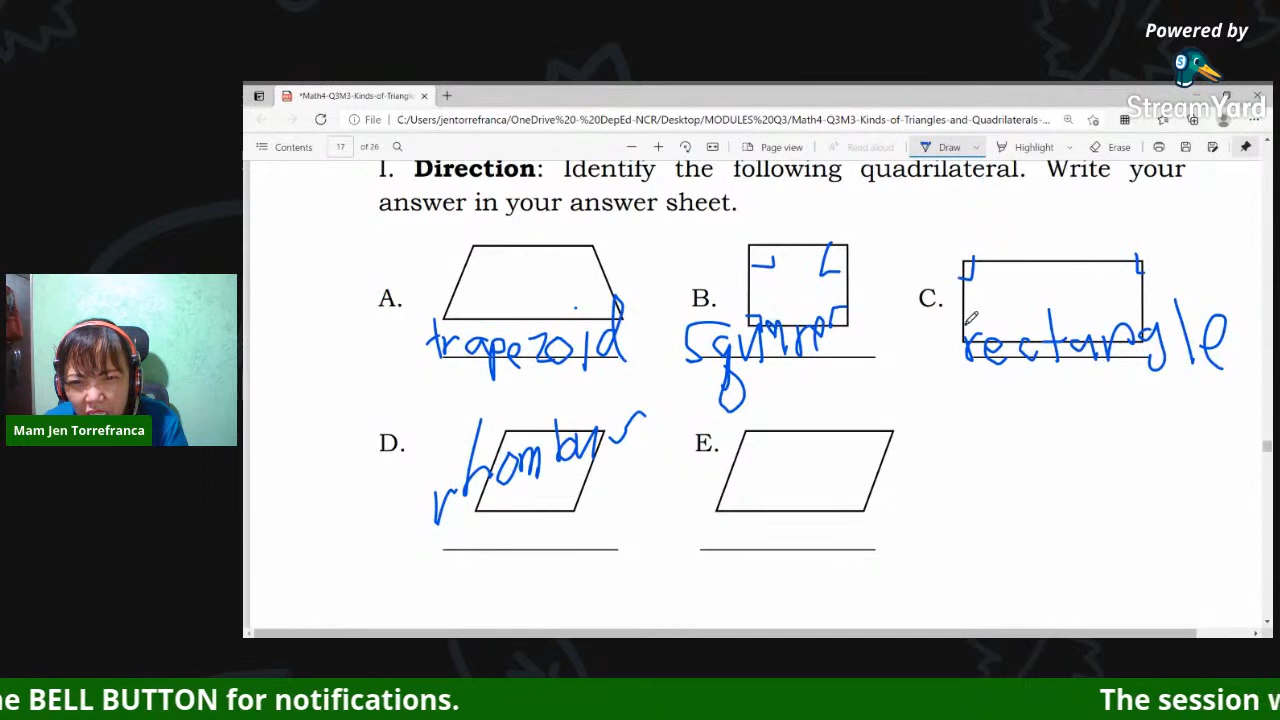 Powered by
StreamYard
*Math4-Q3M3-Kinds-of-Triangle
File
C:/Users/jentorrefranca/OneDrive%20-%20DepEd-NCR/Desktop/MODULES%20Q3/Math4-Q3M3-Kinds-of-Triangles-and-Quadrilaterals-...
Contents 17 of 26 Page view Read aloud Draw Highlight Erase
I. Direction: Identify the following quadrilateral. Write your
answer in your answer sheet.
A. B. C.
trapezoid square rectangle
D. E.
rhombus
Mam Jen Torrefranca
he BELL BUTTON for notifications. The session w